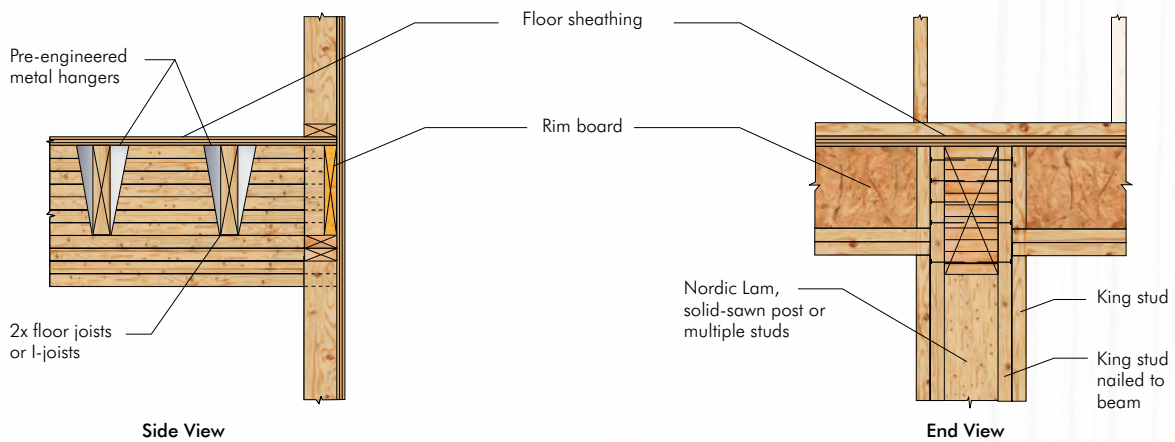 Floor sheathing
Pre-engineered
metal hangers
Rim board
Nordic Lam,
solid-sawn post or
multiple studs
King stud
2x floor joists
or I-joists
King stud
nailed to
beam
Side View
End View